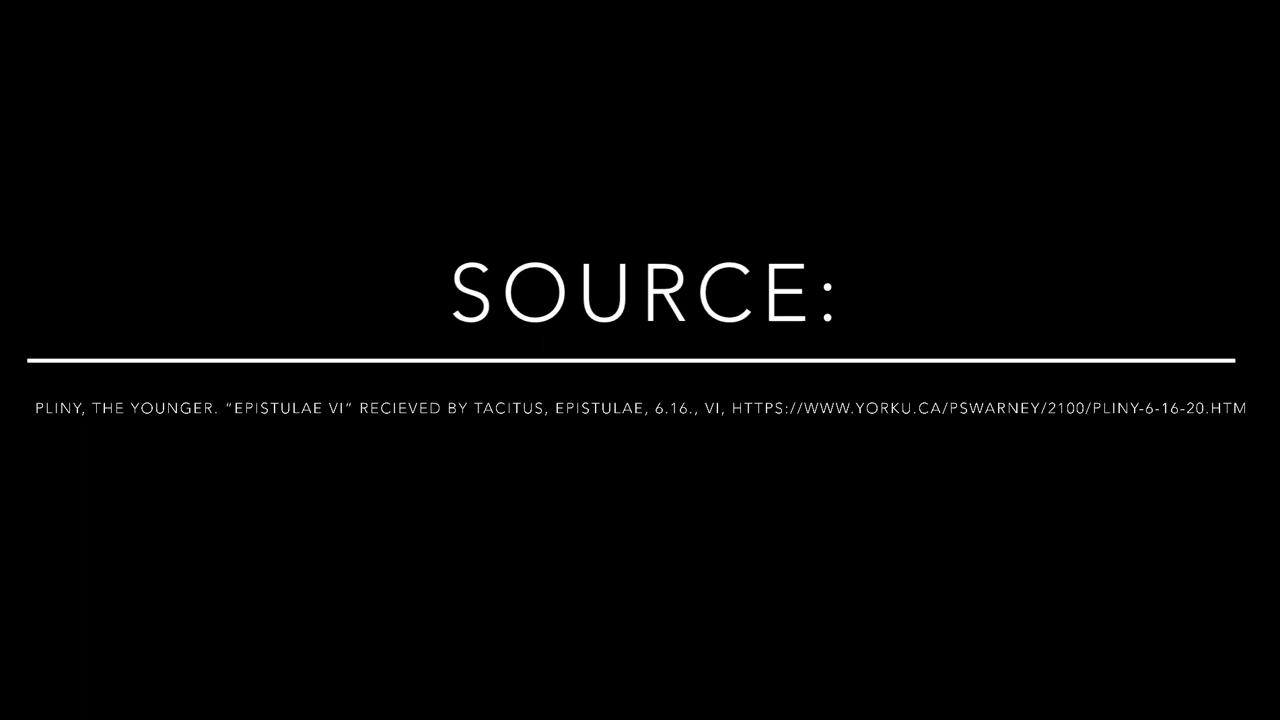 SOURCE:
PLINY, THE YOUNGER. “EPISTULAE VI” RECIEVED BY TACITUS, EPISTULAE, 6.16., VI, HTTPS://WWW.YORKU.CA/PSWARNEY/2100/PLINY-6-16-20.HTM